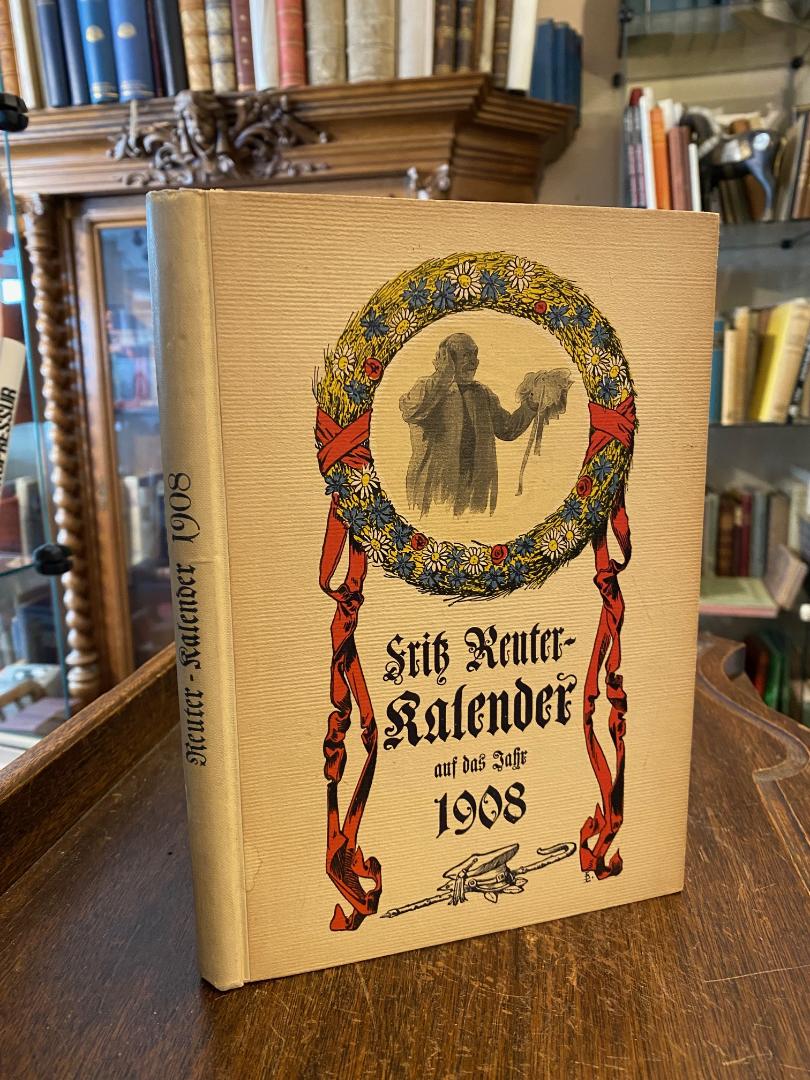 Fritz Reuter-
Kalender
auf das Jahr
1908
Reuter-Kalender 1908